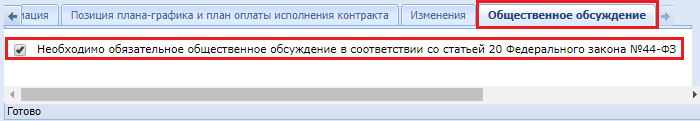 мация Позиция плана-графика и план оплаты исполнения контракта Изменения Общественное обсуждение
Необходимо обязательное общественное обсуждение в соответствии со статьей 20 Федерального закона №44-ФЗ
Готово